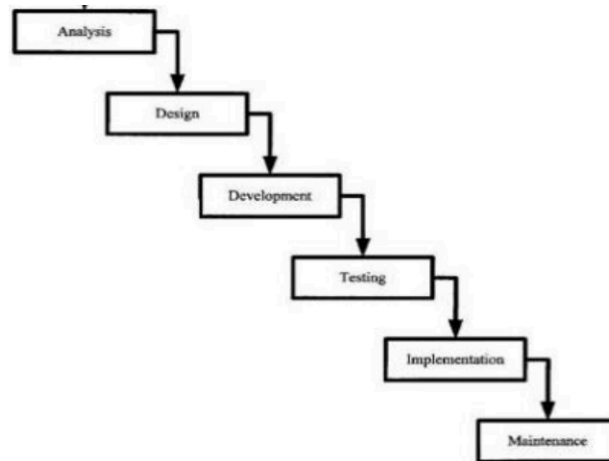 Analysis
Design
Development
Testing
Implementation
Maintenance